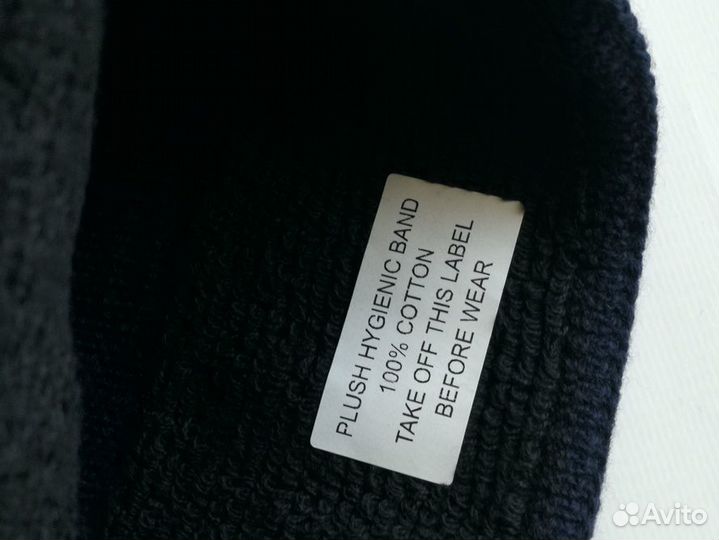 PLUSH HYGIENIC BAND
100% COTTON
TAKE OFF THIS LABEL
BEFORE WEAR
Avito